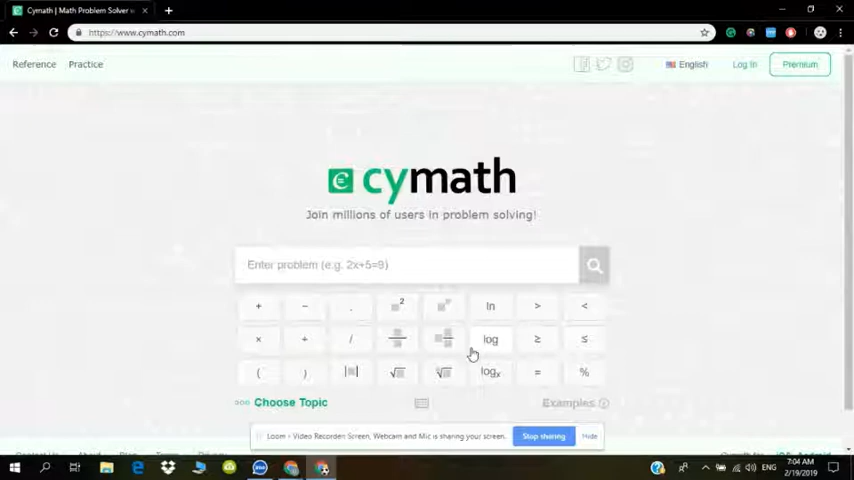 Cymath | Math Problem Solver w
https://www.cymath.com
Reference Practice English Log In Premium
cymath
Join millions of users in problem solving!
Enter problem (e.g. 2x+5=9)
+ − . 2 ln > <
× ÷ / log ≥ ≤
( ) √ √ logx = %
>>> Choose Topic Examples
Loom - Video Recorder: Screen, Webcam and Mic is sharing your screen. Stop sharing Hide
ENG
7:04 AM
2/19/2019